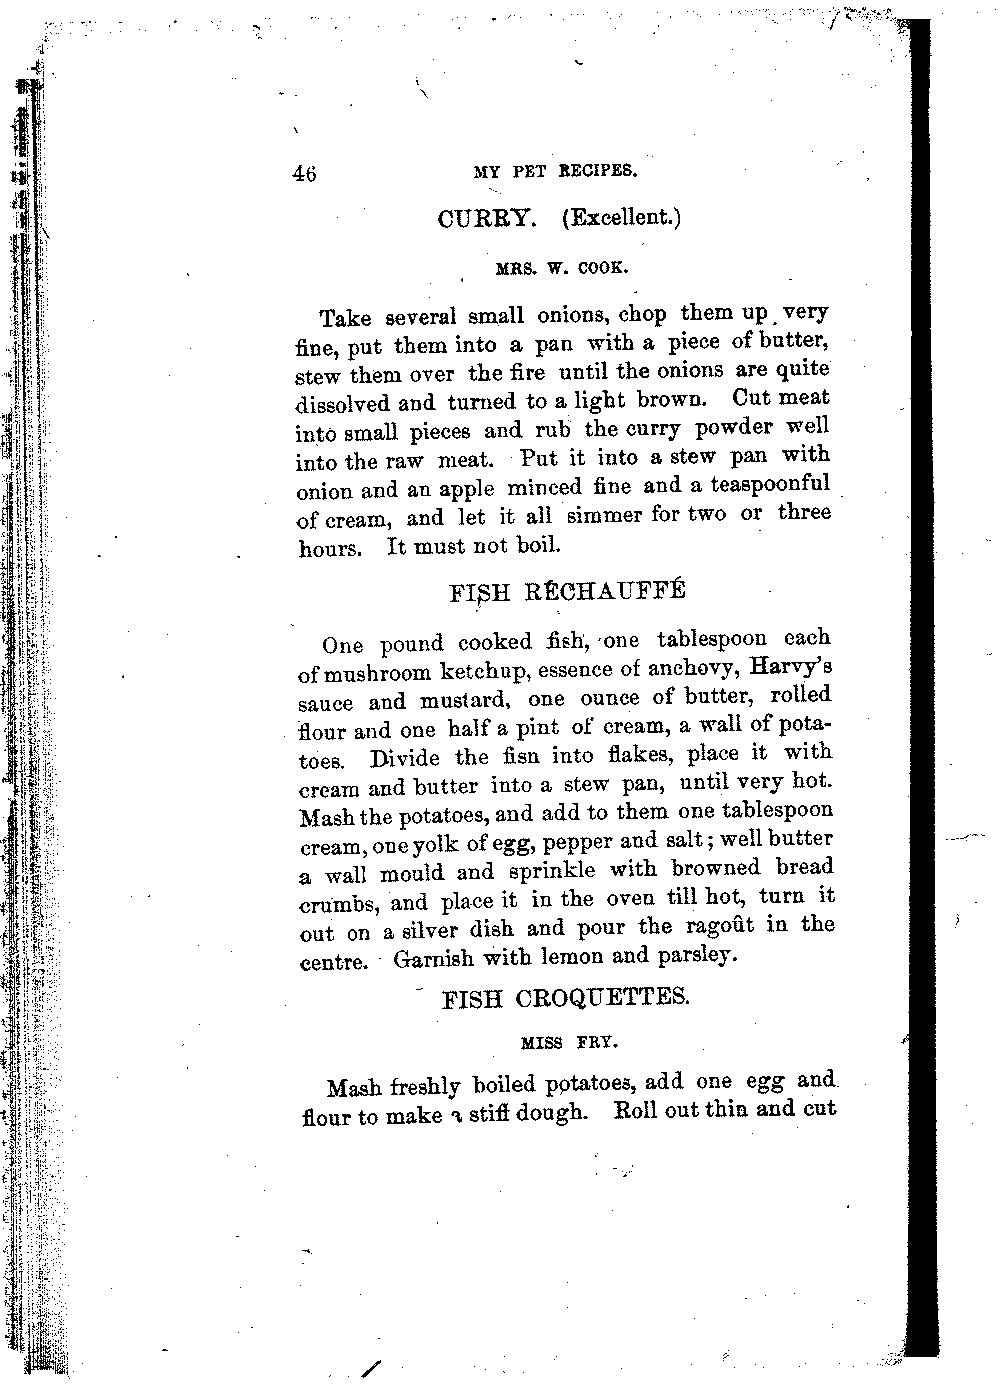 46 MY PET RECIPES.
CURRY. (Excellent.)
MRS. W. COOK.
Take several small onions, chop them up very
fine, put them into a pan with a piece of butter,
stew them over the fire until the onions are quite
dissolved and turned to a light brown. Cut meat
into small pieces and rub the curry powder well
into the raw meat. Put it into a stew pan with
onion and an apple minced fine and a teaspoonful
of cream, and let it all simmer for two or three
hours. It must not boil.
FISH RÉCHAUFFÉ
One pound cooked fish, one tablespoon each
of mushroom ketchup, essence of anchovy, Harvy's
sauce and mustard, one ounce of butter, rolled
flour and one half a pint of cream, a wall of pota-
toes. Divide the fisn into flakes, place it with
cream and butter into a stew pan, until very hot.
Mash the potatoes, and add to them one tablespoon
cream, one yolk of egg, pepper and salt; well butter
a wall mould and sprinkle with browned bread
crumbs, and place it in the oven till hot, turn it
out on a silver dish and pour the ragoût in the
centre. Garnish with lemon and parsley.
FISH CROQUETTES.
MISS FRY.
Mash freshly boiled potatoes, add one egg and
flour to make a stiff dough. Roll out thin and cut